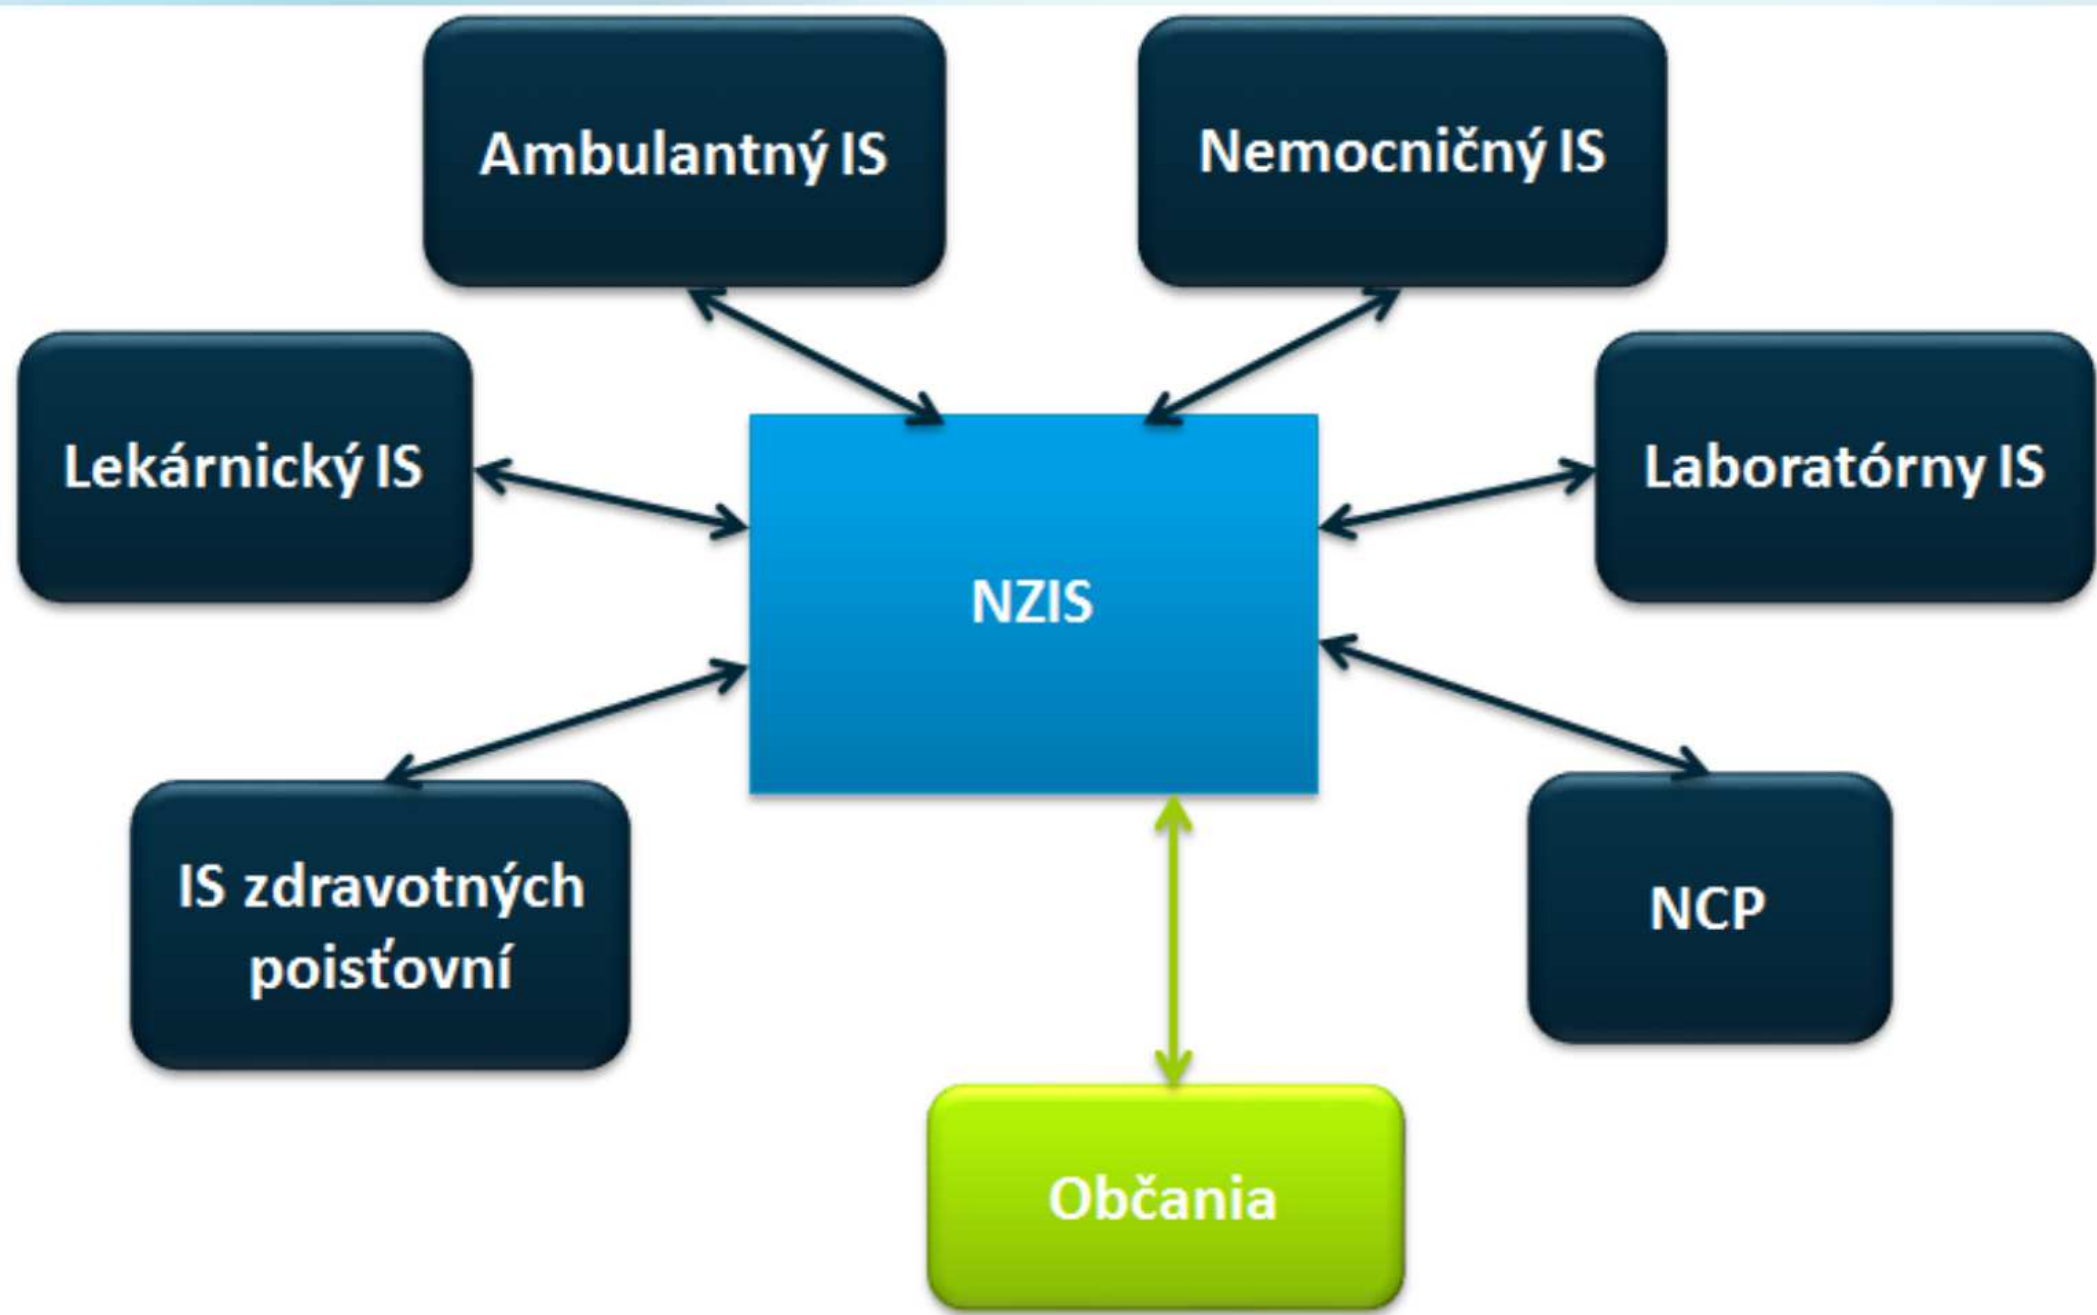 Ambulantný IS
Nemocničný IS
Lekárnický IS
Laboratórny IS
NZIS
IS zdravotných
poisťovní
NCP
Občania